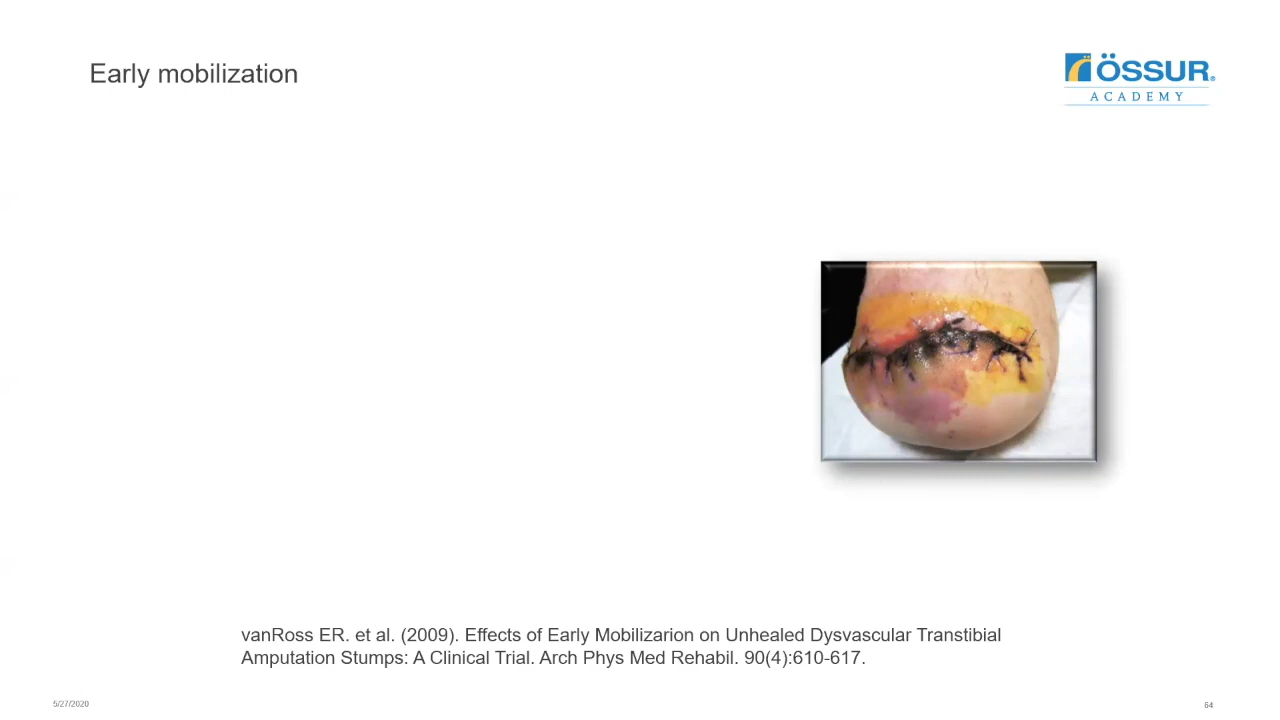 Early mobilization
ÖSSUR®
ACADEMY
vanRoss ER. et al. (2009). Effects of Early Mobilizarion on Unhealed Dysvascular Transtibial
Amputation Stumps: A Clinical Trial. Arch Phys Med Rehabil. 90(4):610-617.
5/27/2020
64